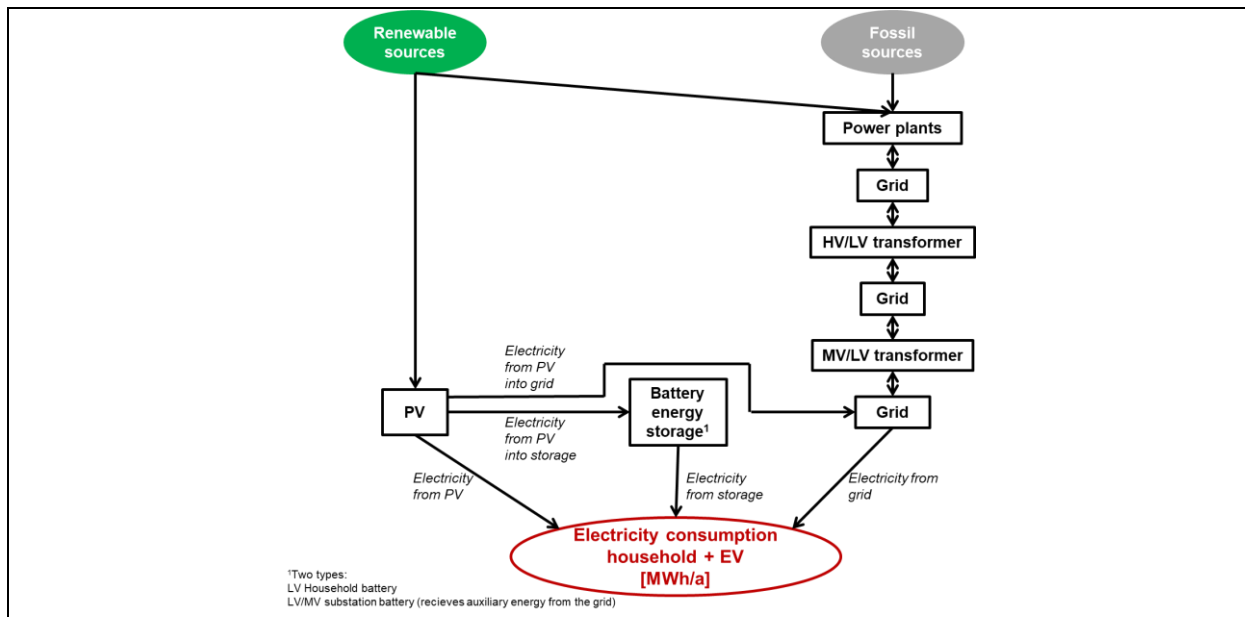 Renewable
sources
Fossil
sources
Power plants
Grid
HV/LV transformer
Grid
MV/LV transformer
Electricity
from PV
into grid
PV
Battery
energy
storage¹
Grid
Electricity
from PV
into storage
Electricity
from PV
Electricity
from storage
Electricity from
grid
Electricity consumption
household + EV
[MWh/a]
¹Two types:
LV Household battery
LV/MV substation battery (recieves auxiliary energy from the grid)